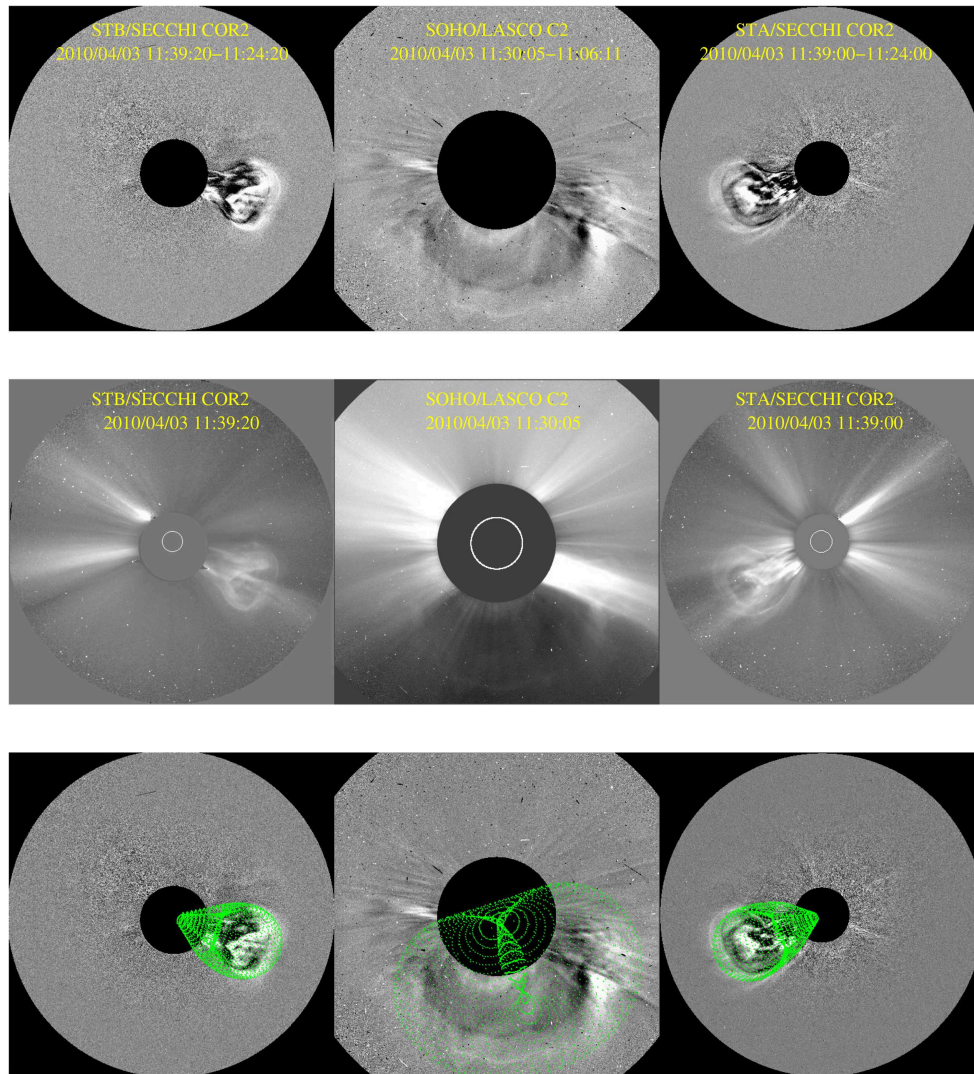 STB/SECCHI COR2
2010/04/03 11:39:20−11:24:20
SOHO/LASCO C2
2010/04/03 11:30:05−11:06:11
STA/SECCHI COR2
2010/04/03 11:39:00−11:24:00
STB/SECCHI COR2
2010/04/03 11:39:20
SOHO/LASCO C2
2010/04/03 11:30:05
STA/SECCHI COR2
2010/04/03 11:39:00